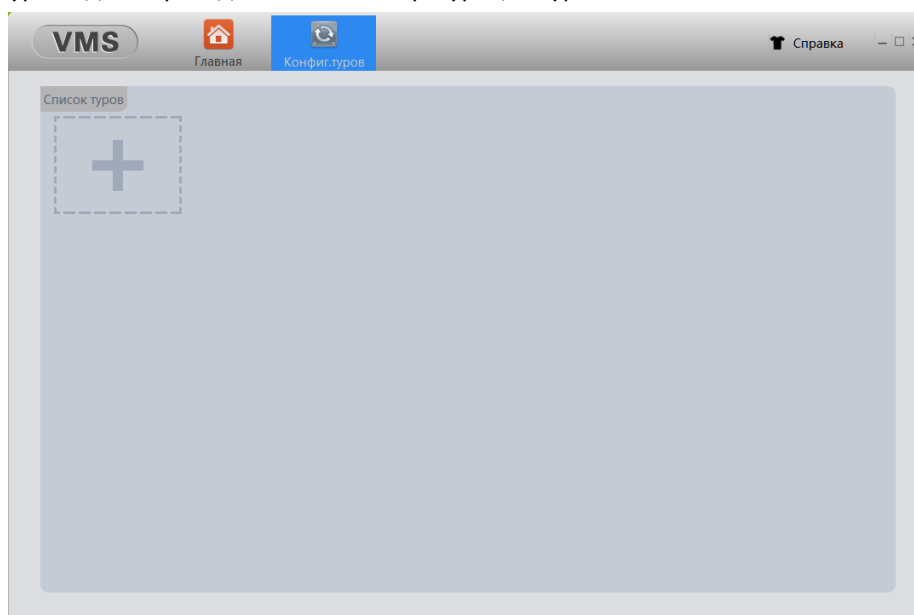 VMS
Главная
Конфиг.туров
Справка
Список туров